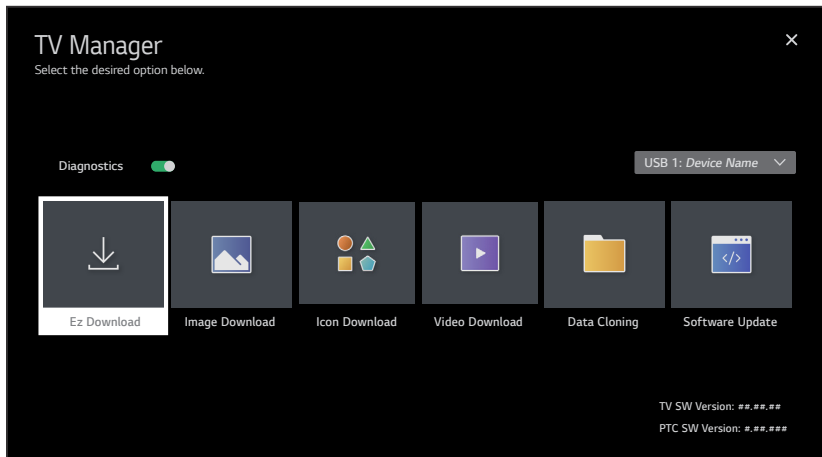 TV Manager
Select the desired option below.
Diagnostics
USB 1: Device Name
Ez Download
Image Download
Icon Download
Video Download
Data Cloning
Software Update
TV SW Version: ##.##.##
PTC SW Version: #.##.###